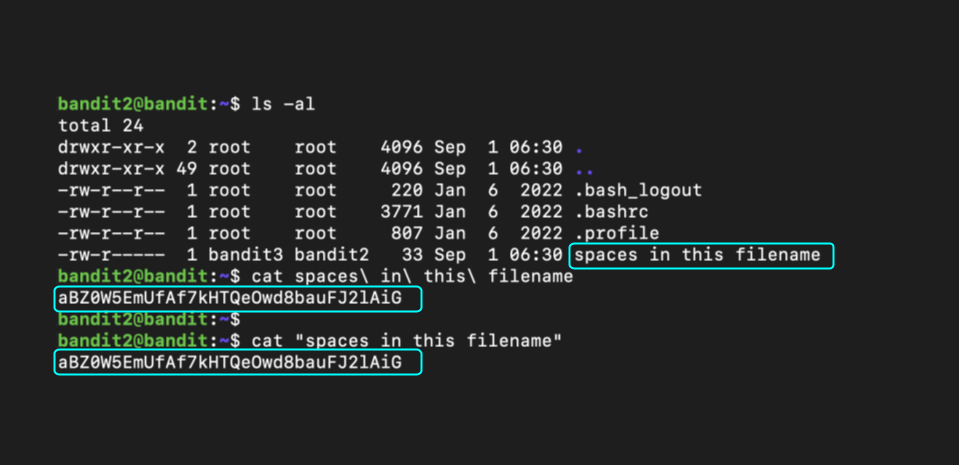 bandit2@bandit:~$ ls -al
total 24
drwxr-xr-x  2 root    root    4096 Sep  1 06:30 .
drwxr-xr-x 49 root    root    4096 Sep  1 06:30 ..
-rw-r--r--  1 root    root     220 Jan  6  2022 .bash_logout
-rw-r--r--  1 root    root    3771 Jan  6  2022 .bashrc
-rw-r--r--  1 root    root     807 Jan  6  2022 .profile
-rw-r-----  1 bandit3 bandit2   33 Sep  1 06:30 spaces in this filename
bandit2@bandit:~$ cat spaces\ in\ this\ filename
aBZ0W5EmUfAf7kHTQeOwd8bauFJ2lAiG
bandit2@bandit:~$
bandit2@bandit:~$ cat "spaces in this filename"
aBZ0W5EmUfAf7kHTQeOwd8bauFJ2lAiG